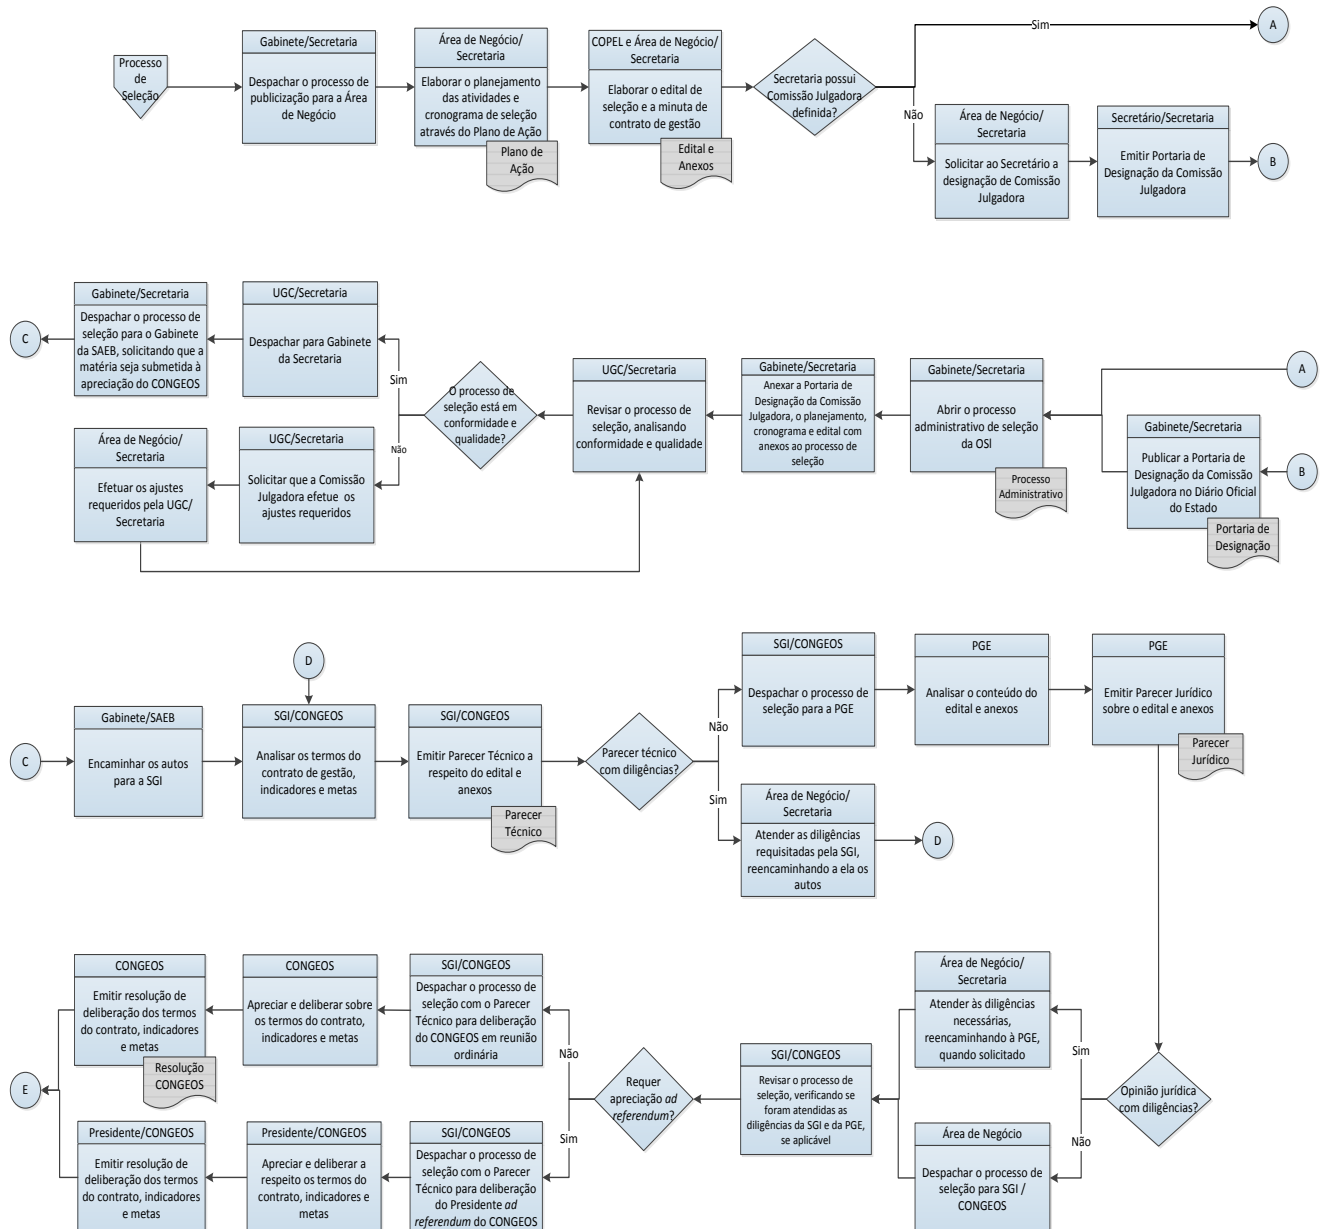 Processo
de
Seleção
Gabinete/Secretaria
Despachar o processo de
publicização para a Área
de Negócio
Área de Negócio/
Secretaria
Elaborar o planejamento
das atividades e
cronograma de seleção
através do Plano de Ação
Plano de
Ação
COPEL e Área de Negócio/
Secretaria
Elaborar o edital de
seleção e a minuta de
contrato de gestão
Edital e
Anexos
Secretaria possui
Comissão Julgadora
definida?
Sim
A
Não
Área de Negócio/
Secretaria
Solicitar ao Secretário a
designação de Comissão
Julgadora
Secretário/Secretaria
Emitir Portaria de
Designação da Comissão
Julgadora
B
C
Gabinete/Secretaria
Despachar o processo de
seleção para o Gabinete
da SAEB, solicitando que a
matéria seja submetida à
apreciação do CONGEOS
UGC/Secretaria
Despachar para Gabinete
da Secretaria
Sim
Não
O processo de
seleção está em
conformidade e
qualidade?
Área de Negócio/
Secretaria
Efetuar os ajustes
requeridos pela UGC/
Secretaria
UGC/Secretaria
Solicitar que a Comissão
Julgadora efetue os
ajustes requeridos
UGC/Secretaria
Revisar o processo de
seleção, analisando
conformidade e qualidade
Gabinete/Secretaria
Anexar a Portaria de
Designação da Comissão
Julgadora, o planejamento,
cronograma e edital com
anexos ao processo de
seleção
Gabinete/Secretaria
Abrir o processo
administrativo de seleção
da OSI
Processo
Administrativo
A
Gabinete/Secretaria
Publicar a Portaria de
Designação da Comissão
Julgadora no Diário Oficial
do Estado
Portaria de
Designação
B
D
C
Gabinete/SAEB
Encaminhar os autos
para a SGI
SGI/CONGEOS
Analisar os termos do
contrato de gestão,
indicadores e metas
SGI/CONGEOS
Emitir Parecer Técnico a
respeito do edital e
anexos
Parecer
Técnico
Parecer técnico
com diligências?
Não
Sim
SGI/CONGEOS
Despachar o processo de
seleção para a PGE
PGE
Analisar o conteúdo do
edital e anexos
PGE
Emitir Parecer Jurídico
sobre o edital e anexos
Parecer
Jurídico
Área de Negócio/
Secretaria
Atender as diligências
requisitadas pela SGI,
reencaminhando a ela os
autos
D
CONGEOS
Emitir resolução de
deliberação dos termos
do contrato, indicadores
e metas
Resolução
CONGEOS
CONGEOS
Apreciar e deliberar sobre
os termos do contrato,
indicadores e metas
SGI/CONGEOS
Despachar o processo de
seleção com o Parecer
Técnico para deliberação
do CONGEOS em reunião
ordinária
Não
Sim
Requer
apreciação ad
referendum?
SGI/CONGEOS
Revisar o processo de
seleção, verificando se
foram atendidas as
diligências da SGI e da PGE,
se aplicável
Área de Negócio/
Secretaria
Atender às diligências
necessárias,
reencaminhando à PGE,
quando solicitado
Sim
Não
Opinião jurídica
com diligências?
E
Presidente/CONGEOS
Emitir resolução de
deliberação dos termos
do contrato, indicadores
e metas
Presidente/CONGEOS
Apreciar e deliberar a
respeito os termos do
contrato, indicadores e
metas
SGI/CONGEOS
Despachar o processo de
seleção com o Parecer
Técnico para deliberação
do Presidente ad
referendum do CONGEOS
Área de Negócio
Despachar o processo de
seleção para SGI /
CONGEOS